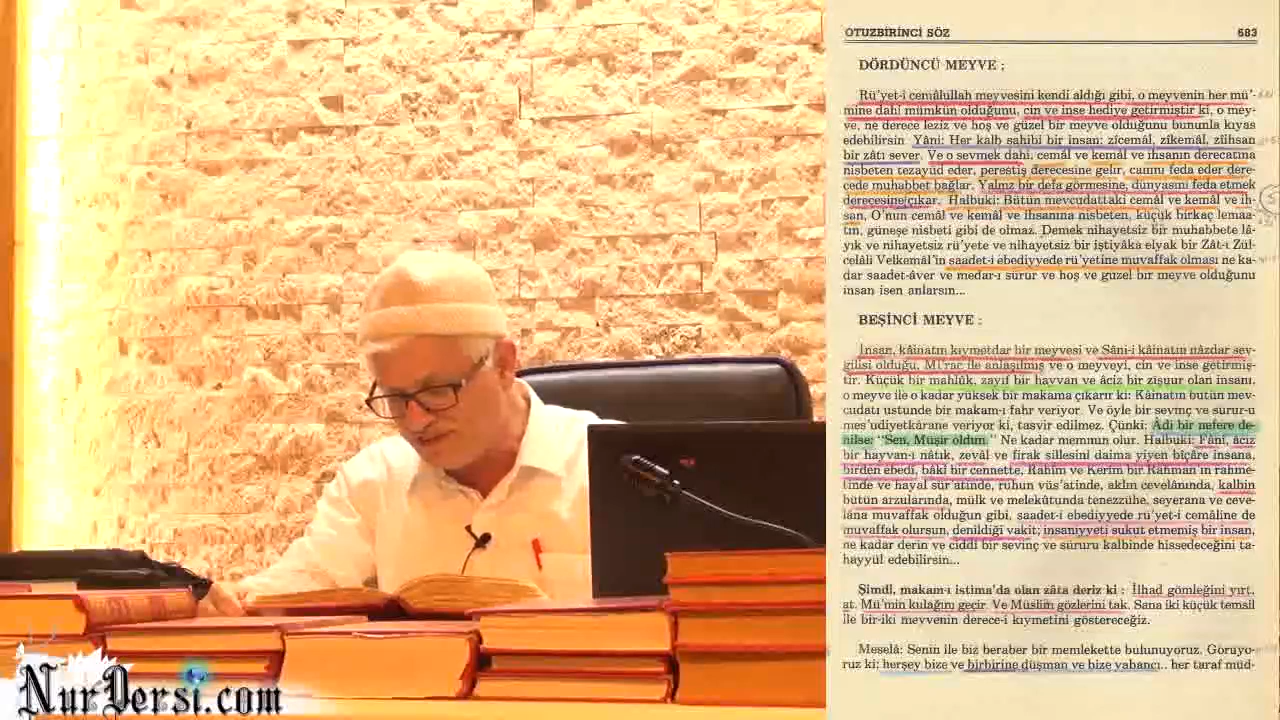 OTUZBİRİNCİ SÖZ 683
DÖRDÜNCÜ MEYVE :
Rü'yet-i cemâlullah meyvesini kendi aldığı gibi, o meyvenin her mü'-
mine dahi mümkün olduğunu, cin ve inse hediye getirmiştir ki, o mey-
ve, ne derece leziz ve hoş ve güzel bir meyve olduğunu bununla kıyas
edebilirsin. Yâni: Her kalb sahibi bir insan; zîcemâl, zîkemâl, zîihsan
bir zâtı sever. Ve o sevmek dahi, cemâl ve kemâl ve ihsanın derecatına
nisbeten tezayüd eder, perestiş derecesine gelir, canını feda eder dere-
cede muhabbet bağlar. Yalnız bir defa görmesine, dünyasını feda etmek
derecesine çıkar. Halbuki: Bütün mevcudattaki cemâl ve kemâl ve ih-
san, O'nun cemâl ve kemâl ve ihsanına nisbeten, küçük birkaç lemaa-
tın, güneşe nisbeti gibi de olmaz. Demek nihayetsiz bir muhabbete lâ-
yık ve nihayetsiz rü'yete ve nihayetsiz bir iştiyâka elyak bir Zât-ı Zül-
celâli Velkemâl'in saadet-i ebediyyede rü'yetine muvaffak olması ne ka-
dar saadet-âver ve medar-ı sürur ve hoş ve güzel bir meyve olduğunu
insan isen anlarsın...
BEŞİNCİ MEYVE :
İnsan, kâinatın kıymetdar bir meyvesi ve Sâni-i kâinatın nâzdar sev-
gilisi olduğu, Mi'rac ile anlaşılmış ve o meyveyi, cin ve inse getirmiş-
tir. Küçük bir mahlûk, zayıf bir hayvan ve âciz bir zîşuur olan insanı,
o meyve ile o kadar yüksek bir makama çıkarır ki: Kâinatın bütün mev-
cudatı üstünde bir makam-ı fahr veriyor. Ve öyle bir sevinç ve sürur-u
mes'udiyetkârane veriyor ki, tasvir edilmez. Çünki: Âdi bir nefere de-
nilse: "Sen, Müşir oldun." Ne kadar memnun olur. Halbuki: Fâni, âciz
bir hayvan-ı nâtık, zevâl ve firak sillesini daima yiyen bîçâre insana,
birden ebedî, bâki bir cennette, Rahîm ve Kerîm bir Rahman'ın rahme-
tinde ve hayal sür'atinde, ruhun vüs'atinde, aklın cevelânında, kalbin
bütün arzularında, mülk ve melekûtunda tenezzühe, seyerana ve ceve-
lâna muvaffak olduğun gibi, saadet-i ebediyyede rü'yet-i cemâline de
muvaffak olursun, denildiği vakit; insaniyyeti sukut etmemiş bir insan,
ne kadar derin ve ciddî bir sevinç ve süruru kalbinde hissedeceğini ta-
hayyül edebilirsin...
Şimdi, makam-ı istima'da olan zâta deriz ki : İlhad gömleğini yırt,
at. Mü'min kulağını geçir. Ve Müslim gözlerini tak. Sana iki küçük temsil
ile bir-iki meyvenin derece-i kıymetini göstereceğiz.
Meselâ: Senin ile biz beraber bir memlekette bulunuyoruz. Görüyo-
ruz ki; herşey bize ve birbirine düşman ve bize yabancı.. her taraf müd-
NurDersi.com